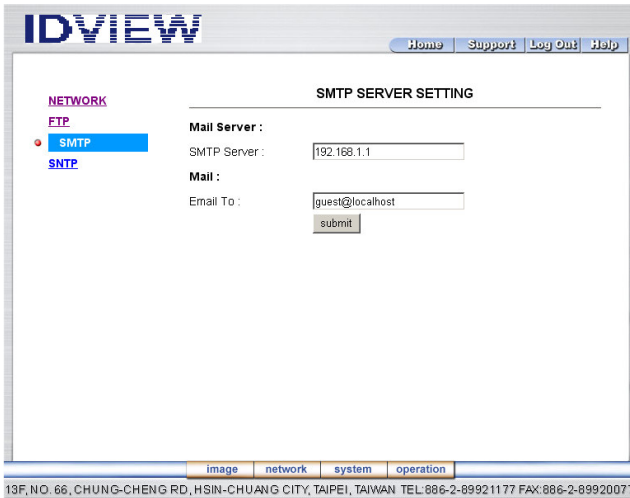 IDVIEW
Home Support Log Out Help
SMTP SERVER SETTING
NETWORK
FTP
SMTP
SNTP
Mail Server :
SMTP Server : 192.168.1.1
Mail :
Email To : guest@localhost
submit
image network system operation
13F,NO.66,CHUNG-CHENG RD,HSIN-CHUANG CITY,TAIPEI,TAIWAN TEL:886-2-89921177 FAX:886-2-89920077